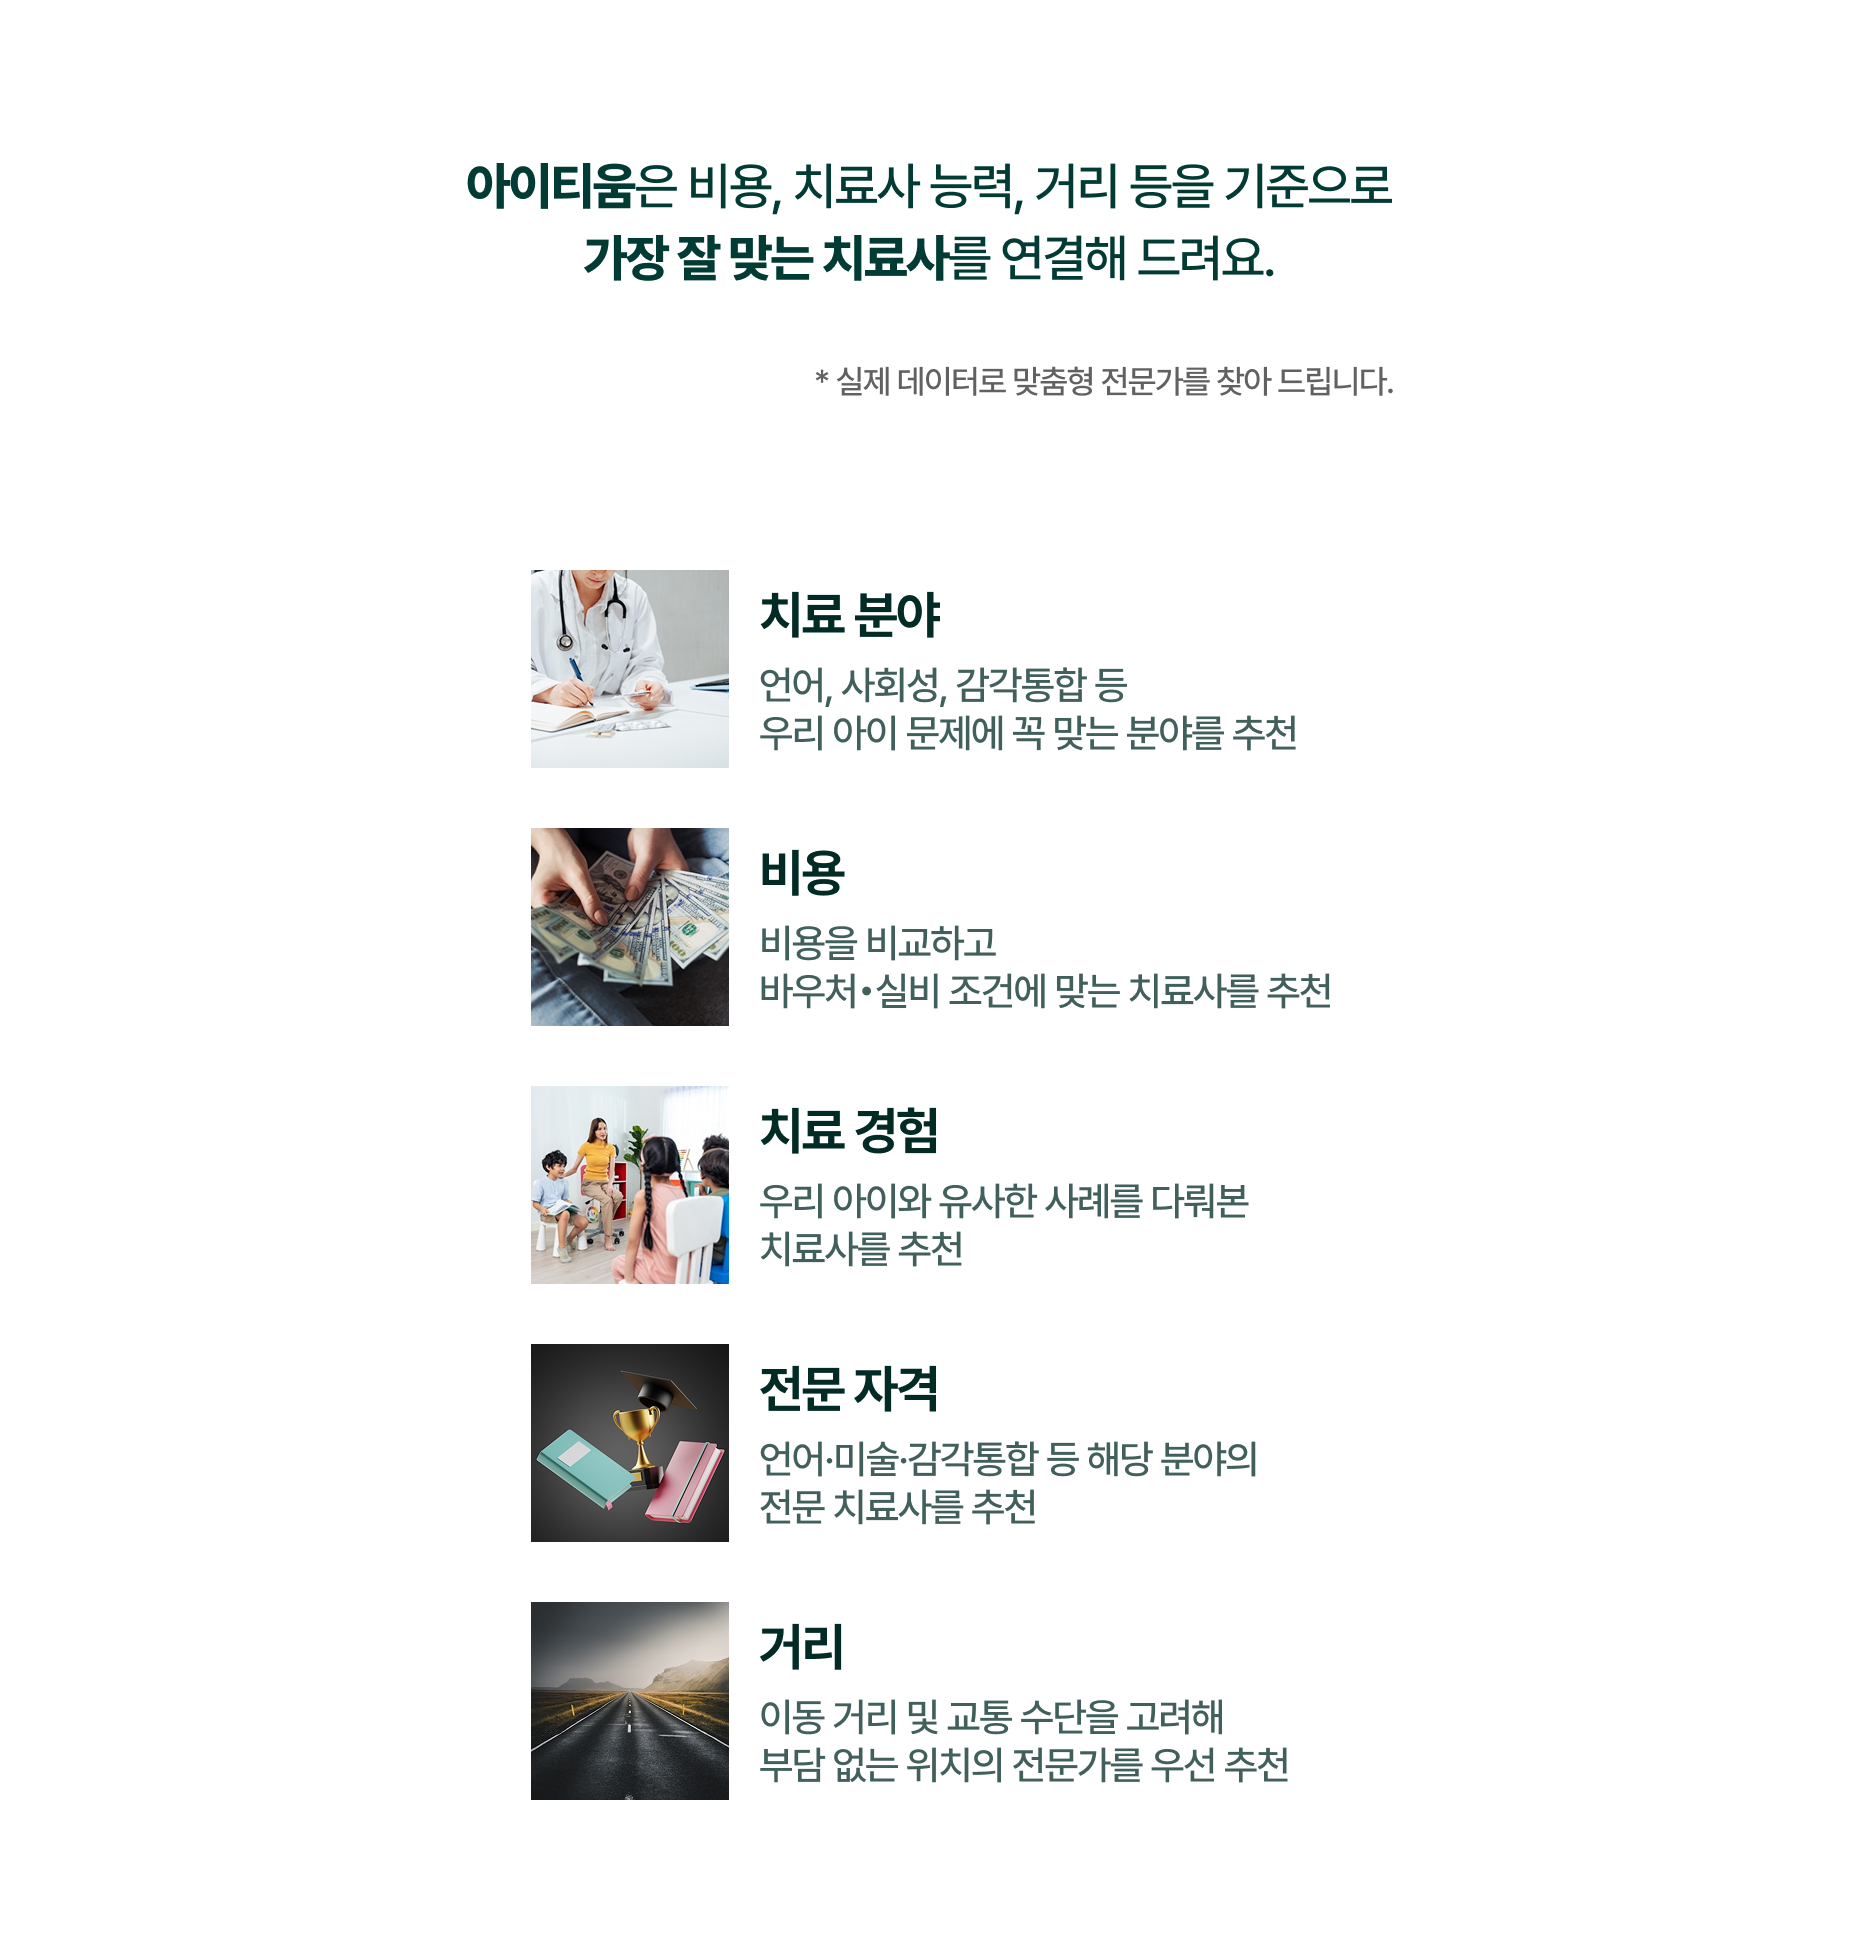 아이티움은 비용, 치료사 능력, 거리 등을 기준으로
가장 잘 맞는 치료사를 연결해 드려요.
* 실제 데이터로 맞춤형 전문가를 찾아 드립니다.
치료 분야
언어, 사회성, 감각통합 등
우리 아이 문제에 꼭 맞는 분야를 추천
비용
비용을 비교하고
바우처•실비 조건에 맞는 치료사를 추천
치료 경험
우리 아이와 유사한 사례를 다뤄본
치료사를 추천
전문 자격
언어·미술·감각통합 등 해당 분야의
전문 치료사를 추천
거리
이동 거리 및 교통 수단을 고려해
부담 없는 위치의 전문가를 우선 추천